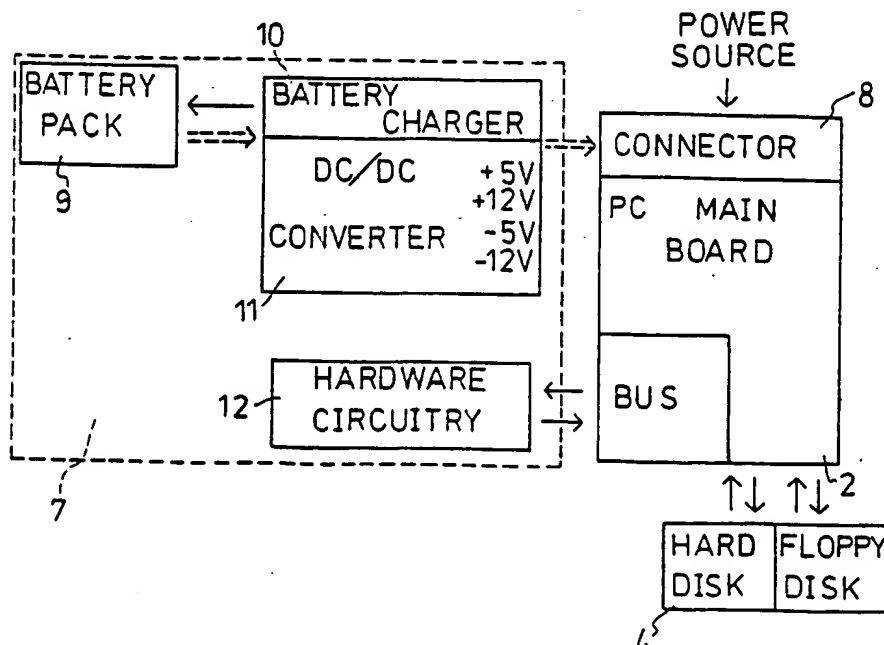 POWER
SOURCE
10
8
BATTERY
PACK
9
BATTERY
CHARGER
DC/DC
CONVERTER
+5V
+12V
-5V
-12V
11
CONNECTOR
PC MAIN
BOARD
BUS
2
HARDWARE
CIRCUITRY
12
7
HARD
DISK
FLOPPY
DISK